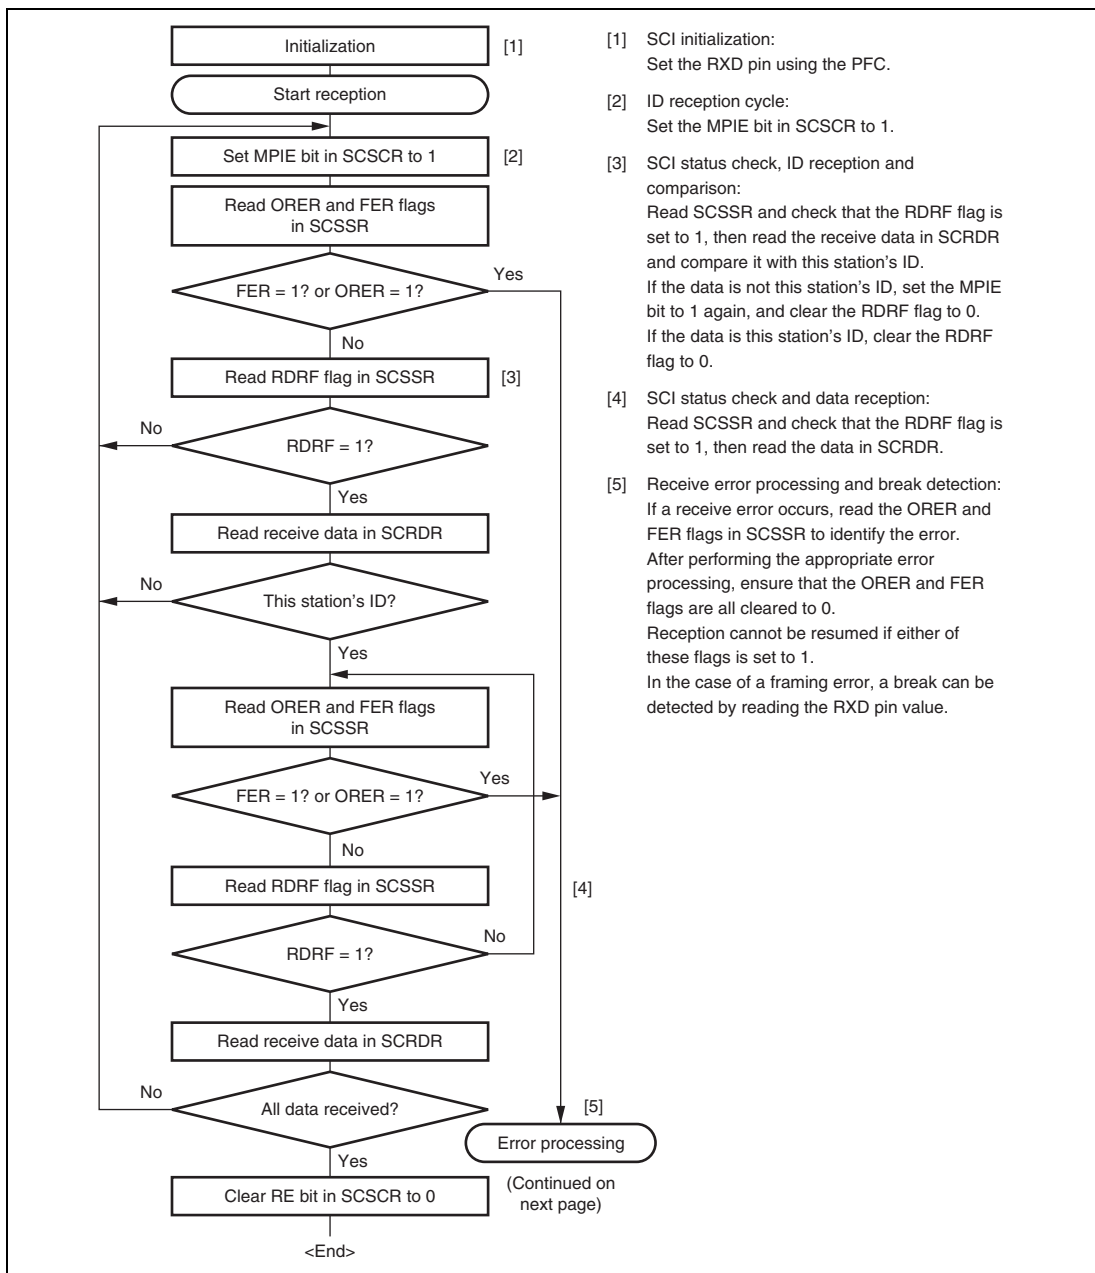 Initialization
[1]
Start reception
Set MPIE bit in SCSCR to 1
[2]
Read ORER and FER flags
in SCSSR
FER = 1? or ORER = 1?
Yes
No
Read RDRF flag in SCSSR
[3]
No
RDRF = 1?
Yes
Read receive data in SCRDR
No
This station's ID?
Yes
Read ORER and FER flags
in SCSSR
Yes
FER = 1? or ORER = 1?
No
Read RDRF flag in SCSSR
[4]
No
RDRF = 1?
Yes
Read receive data in SCRDR
No
All data received?
[5]
Yes
Error processing
Clear RE bit in SCSCR to 0
(Continued on
next page)
<End>
[1] SCI initialization:
Set the RXD pin using the PFC.
[2] ID reception cycle:
Set the MPIE bit in SCSCR to 1.
[3] SCI status check, ID reception and
comparison:
Read SCSSR and check that the RDRF flag is
set to 1, then read the receive data in SCRDR
and compare it with this station's ID.
If the data is not this station's ID, set the MPIE
bit to 1 again, and clear the RDRF flag to 0.
If the data is this station's ID, clear the RDRF
flag to 0.
[4] SCI status check and data reception:
Read SCSSR and check that the RDRF flag is
set to 1, then read the data in SCRDR.
[5] Receive error processing and break detection:
If a receive error occurs, read the ORER and
FER flags in SCSSR to identify the error.
After performing the appropriate error
processing, ensure that the ORER and FER
flags are all cleared to 0.
Reception cannot be resumed if either of
these flags is set to 1.
In the case of a framing error, a break can be
detected by reading the RXD pin value.